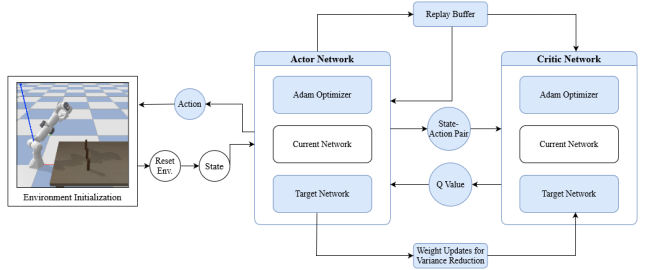 Replay Buffer
Actor Network
Critic Network
Adam Optimizer
Adam Optimizer
Action
State-
Action Pair
Current Network
Current Network
Reset
Env.
State
Q Value
Target Network
Target Network
Environment Initialization
Weight Updates for
Variance Reduction